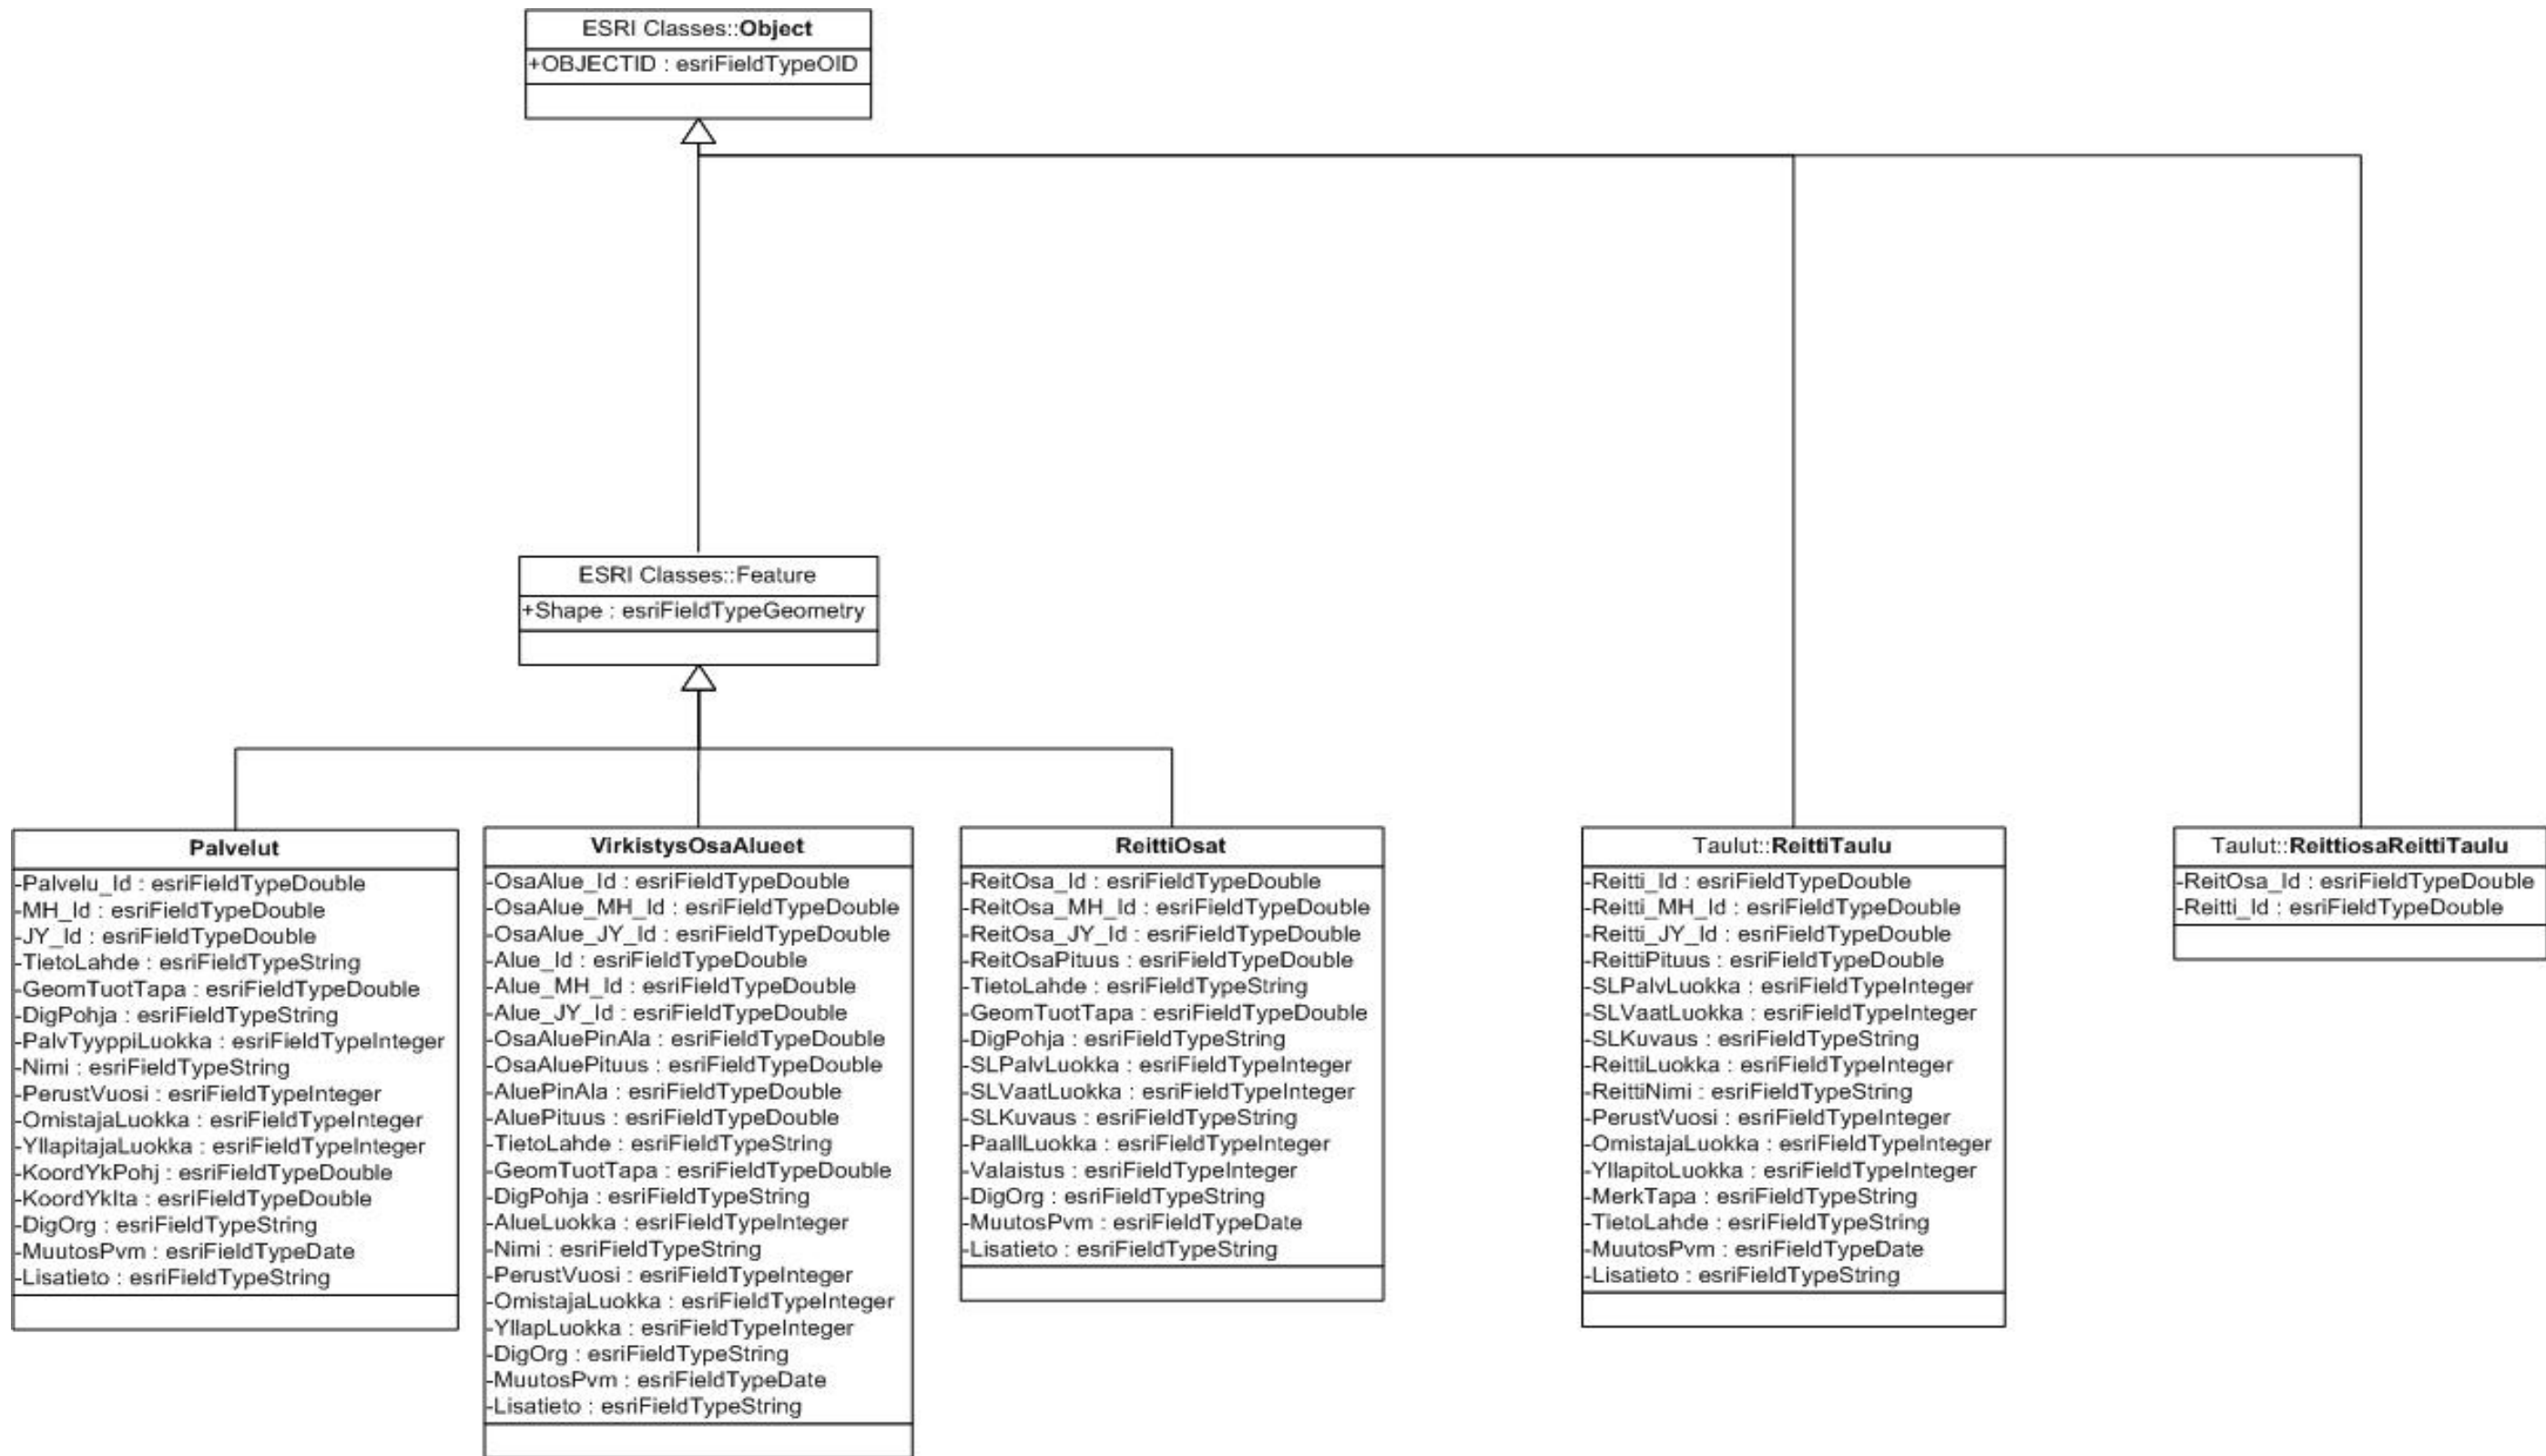 ESRI Classes::Object
+OBJECTID : esriFieldTypeOID
ESRI Classes::Feature
+Shape : esriFieldTypeGeometry
Palvelut
-Palvelu_Id : esriFieldTypeDouble
-MH_Id : esriFieldTypeDouble
-JY_Id : esriFieldTypeDouble
-TietoLahde : esriFieldTypeString
-GeomTuotTapa : esriFieldTypeDouble
-DigPohja : esriFieldTypeString
-PalvTyyppiLuokka : esriFieldTypeInteger
-Nimi : esriFieldTypeString
-PerustVuosi : esriFieldTypeInteger
-OmistajaLuokka : esriFieldTypeInteger
-YllapitajaLuokka : esriFieldTypeInteger
-KoordYkPohj : esriFieldTypeDouble
-KoordYkIta : esriFieldTypeDouble
-DigOrg : esriFieldTypeString
-MuutosPvm : esriFieldTypeDate
-Lisatieto : esriFieldTypeString
VirkistysOsaAlueet
-OsaAlue_Id : esriFieldTypeDouble
-OsaAlue_MH_Id : esriFieldTypeDouble
-OsaAlue_JY_Id : esriFieldTypeDouble
-Alue_Id : esriFieldTypeDouble
-Alue_MH_Id : esriFieldTypeDouble
-Alue_JY_Id : esriFieldTypeDouble
-OsaAluePinAla : esriFieldTypeDouble
-OsaAluePituus : esriFieldTypeDouble
-AluePinAla : esriFieldTypeDouble
-AluePituus : esriFieldTypeDouble
-TietoLahde : esriFieldTypeString
-GeomTuotTapa : esriFieldTypeDouble
-DigPohja : esriFieldTypeString
-AlueLuokka : esriFieldTypeInteger
-Nimi : esriFieldTypeString
-PerustVuosi : esriFieldTypeInteger
-OmistajaLuokka : esriFieldTypeInteger
-YllapLuokka : esriFieldTypeInteger
-DigOrg : esriFieldTypeString
-MuutosPvm : esriFieldTypeDate
-Lisatieto : esriFieldTypeString
ReittiOsat
-ReitOsa_Id : esriFieldTypeDouble
-ReitOsa_MH_Id : esriFieldTypeDouble
-ReitOsa_JY_Id : esriFieldTypeDouble
-ReitOsaPituus : esriFieldTypeDouble
-TietoLahde : esriFieldTypeString
-GeomTuotTapa : esriFieldTypeDouble
-DigPohja : esriFieldTypeString
-SLPalvLuokka : esriFieldTypeInteger
-SLVaatLuokka : esriFieldTypeInteger
-SLKuvaus : esriFieldTypeString
-PaallLuokka : esriFieldTypeInteger
-Valaistus : esriFieldTypeInteger
-DigOrg : esriFieldTypeString
-MuutosPvm : esriFieldTypeDate
-Lisatieto : esriFieldTypeString
Taulut::ReittiTaulu
-Reitti_Id : esriFieldTypeDouble
-Reitti_MH_Id : esriFieldTypeDouble
-Reitti_JY_Id : esriFieldTypeDouble
-ReittiPituus : esriFieldTypeDouble
-SLPalvLuokka : esriFieldTypeInteger
-SLVaatLuokka : esriFieldTypeInteger
-SLKuvaus : esriFieldTypeString
-ReittiLuokka : esriFieldTypeInteger
-ReittiNimi : esriFieldTypeString
-PerustVuosi : esriFieldTypeInteger
-OmistajaLuokka : esriFieldTypeInteger
-YllapitoLuokka : esriFieldTypeInteger
-MerkTapa : esriFieldTypeString
-TietoLahde : esriFieldTypeString
-MuutosPvm : esriFieldTypeDate
-Lisatieto : esriFieldTypeString
Taulut::ReittiosaReittiTaulu
-ReitOsa_Id : esriFieldTypeDouble
-Reitti_Id : esriFieldTypeDouble